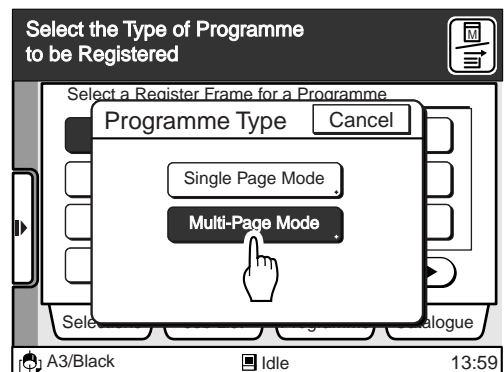 Select the Type of Programme
to be Registered
M
Select a Register Frame for a Programme
Programme Type
Cancel
Single Page Mode
Multi-Page Mode
A3/Black
Idle
13:59